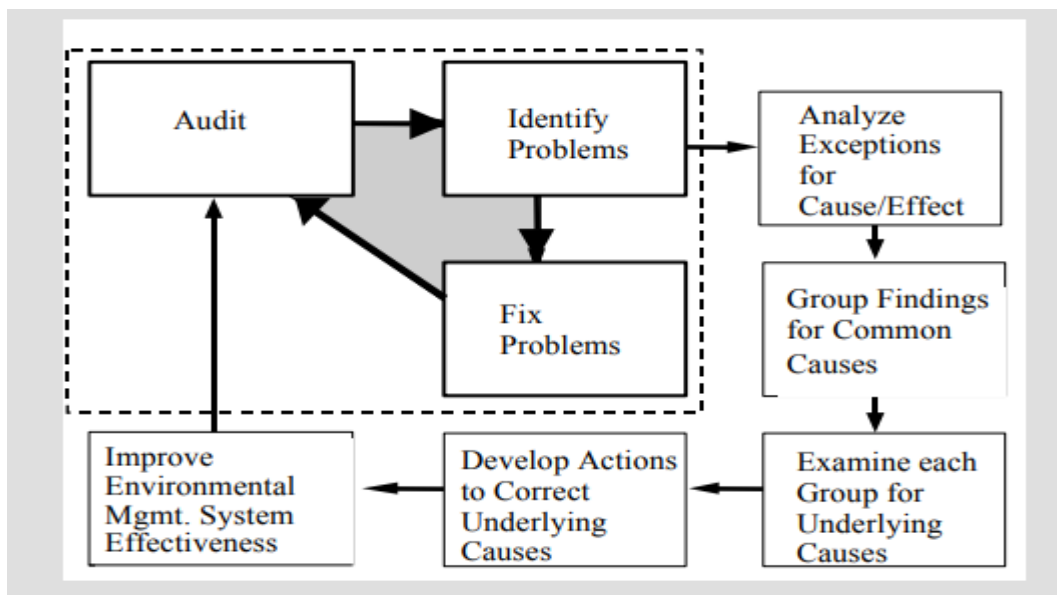 Audit
Identify
Problems
Analyze
Exceptions
for
Cause/Effect
Fix
Problems
Group Findings
for Common
Causes
Improve
Environmental
Mgmt. System
Effectiveness
Develop Actions
to Correct
Underlying
Causes
Examine each
Group for
Underlying
Causes